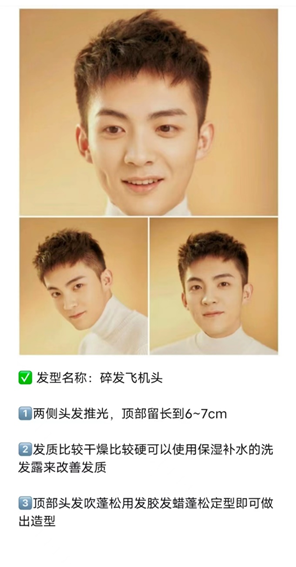 ✅ 发型名称：碎发飞机头
1️⃣两侧头发推光，顶部留长到6~7cm
2️⃣发质比较干燥比较硬可以使用保湿补水的洗
发露来改善发质
3️⃣顶部头发吹蓬松用发胶发蜡蓬松定型即可做
出造型